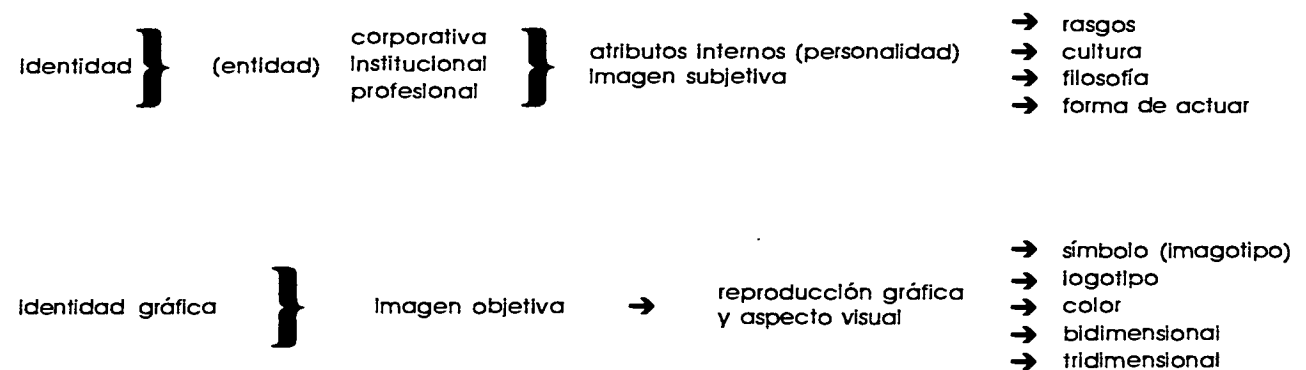 identidad } (entidad) corporativa institucional profesional } atributos internos (personalidad) imagen subjetiva
→ rasgos
→ cultura
→ filosofía
→ forma de actuar
identidad gráfica } imagen objetiva → reproducción gráfica y aspecto visual
→ símbolo (imagotipo)
→ logotipo
→ color
→ bidimensional
→ tridimensional